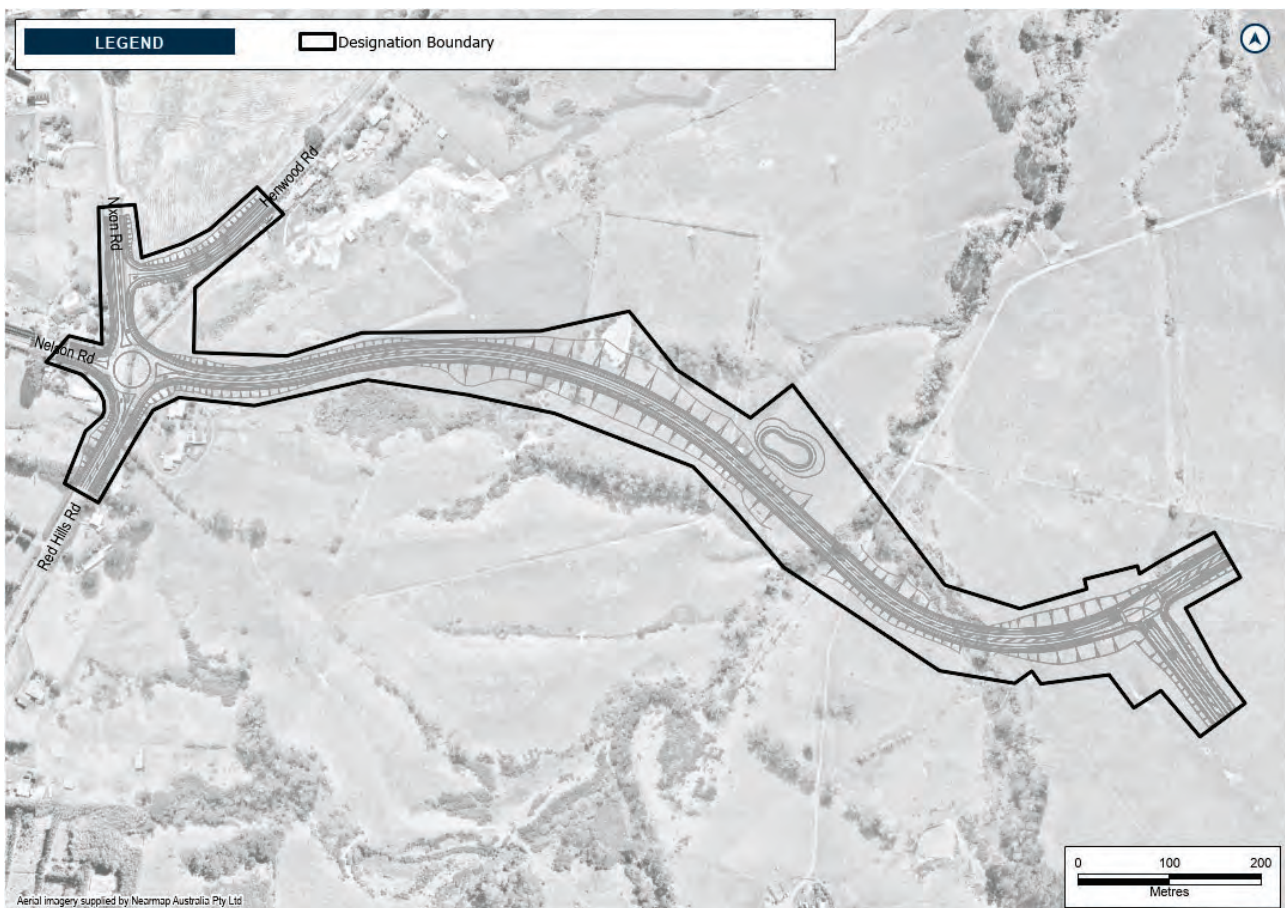 LEGEND
Designation Boundary
Nixon Rd
Henwood Rd
Nelson Rd
Red Hills Rd
0 100 200
Metres
Aerial imagery supplied by Nearmap Australia Pty Ltd